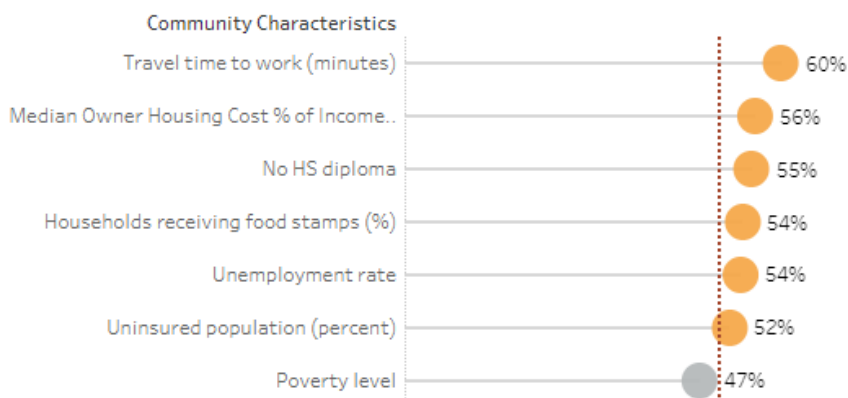 Community Characteristics
Travel time to work (minutes) 60%
Median Owner Housing Cost % of Income.. 56%
No HS diploma 55%
Households receiving food stamps (%) 54%
Unemployment rate 54%
Uninsured population (percent) 52%
Poverty level 47%